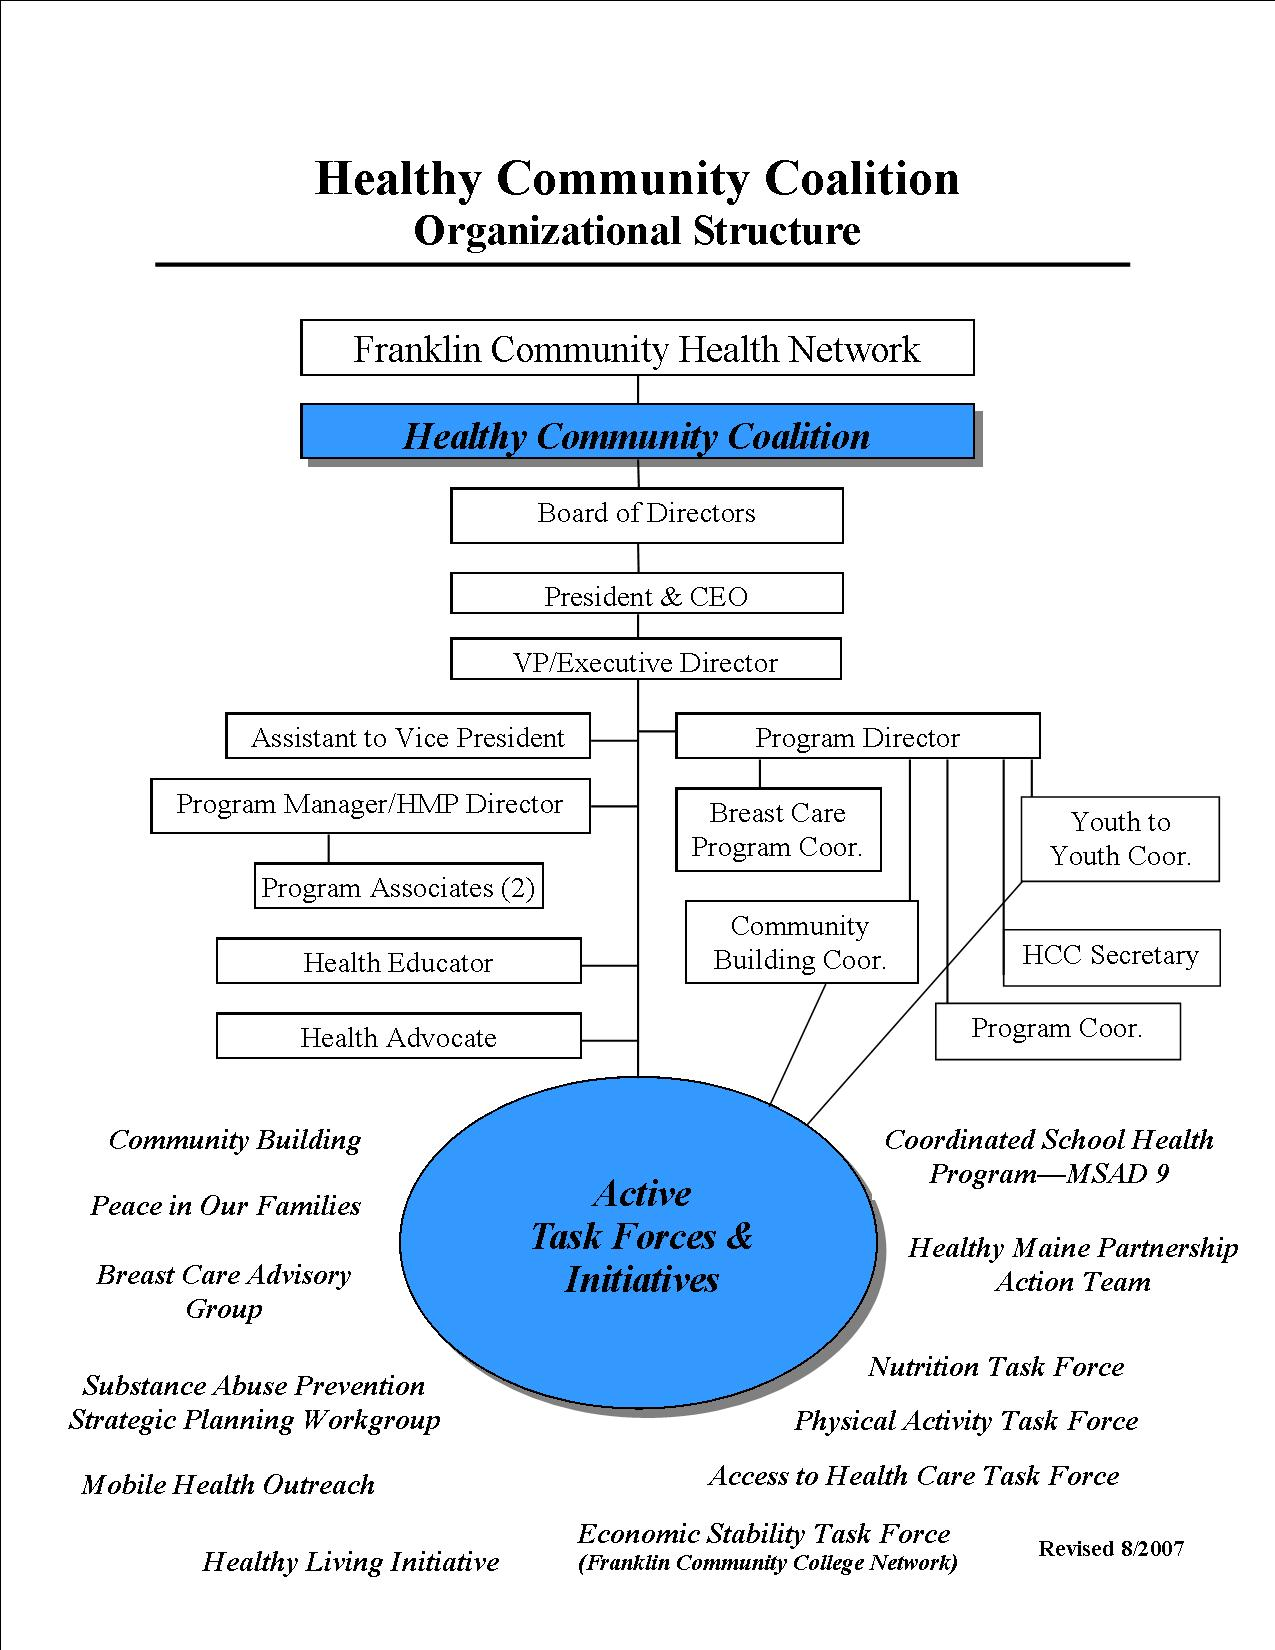 Healthy Community Coalition
Organizational Structure
Franklin Community Health Network
Healthy Community Coalition
Board of Directors
President & CEO
VP/Executive Director
Assistant to Vice President
Program Director
Program Manager/HMP Director
Breast Care
Program Coor.
Youth to
Youth Coor.
Program Associates (2)
Community
Building Coor.
Health Educator
HCC Secretary
Health Advocate
Program Coor.
Active
Task Forces &
Initiatives
Community Building
Peace in Our Families
Breast Care Advisory
Group
Substance Abuse Prevention
Strategic Planning Workgroup
Mobile Health Outreach
Healthy Living Initiative
Coordinated School Health
Program—MSAD 9
Healthy Maine Partnership
Action Team
Nutrition Task Force
Physical Activity Task Force
Access to Health Care Task Force
Economic Stability Task Force
(Franklin Community College Network)
Revised 8/2007